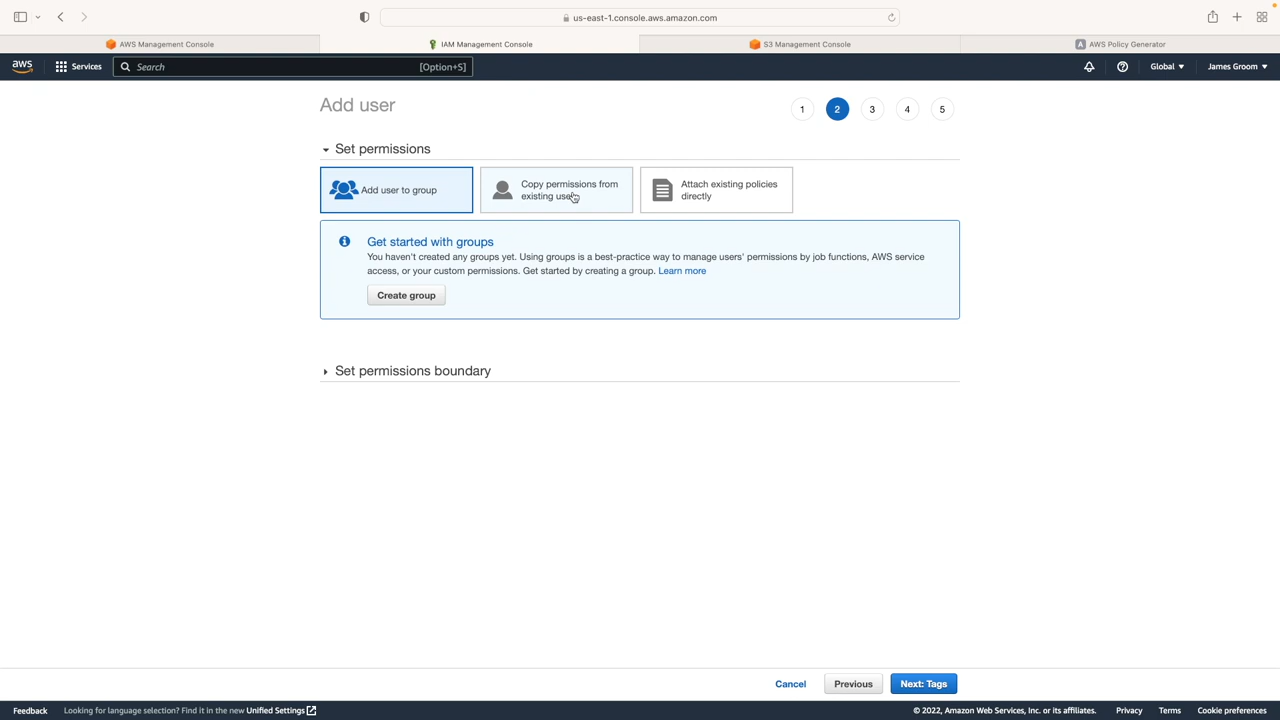 us-east-1.console.aws.amazon.com
AWS Management Console
IAM Management Console
S3 Management Console
A AWS Policy Generator
aws
Services
Search
[Option+S]
Global
James Groom
Add user
1
2
3
4
5
Set permissions
Add user to group
Copy permissions from
existing user
Attach existing policies
directly
Get started with groups
You haven't created any groups yet. Using groups is a best-practice way to manage users' permissions by job functions, AWS service
access, or your custom permissions. Get started by creating a group. Learn more
Create group
Set permissions boundary
Cancel
Previous
Next: Tags
Feedback
Looking for language selection? Find it in the new Unified Settings
© 2022, Amazon Web Services, Inc. or its affiliates.
Privacy
Terms
Cookie preferences